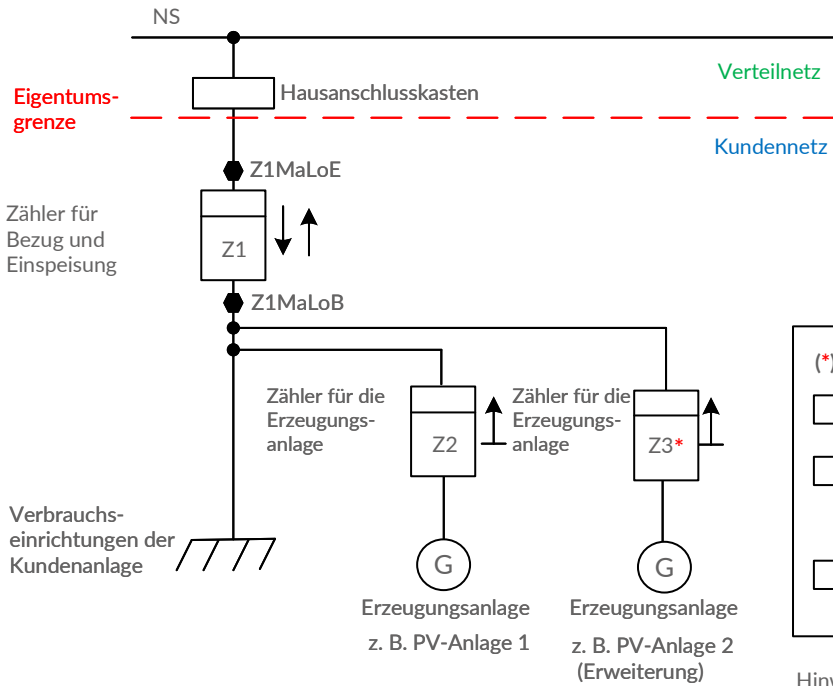 NS
Verteilnetz
Hausanschlusskasten
Eigentums-
grenze
Kundennetz
Z1MaLoE
Zähler für
Bezug und
Einspeisung
Z1
Z1MaLoB
(*)
Zähler für die
Erzeugungs-
anlage
Z2
Zähler für die
Erzeugungs-
anlage
Z3*
Verbrauchs-
einrichtungen der
Kundenanlage
G
G
Erzeugungsanlage
z. B. PV-Anlage 1
Erzeugungsanlage
z. B. PV-Anlage 2
(Erweiterung)